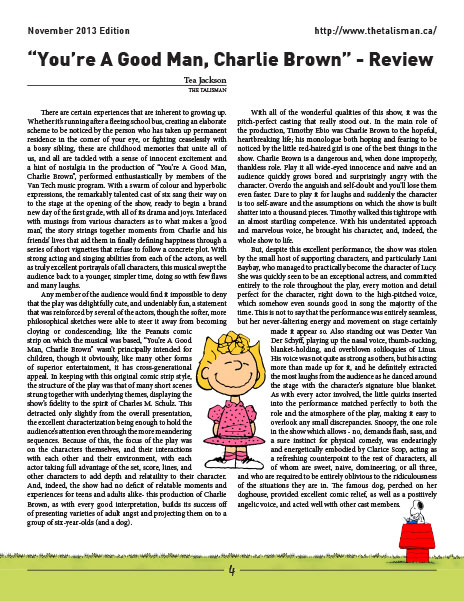 November 2013 Edition
http://www.thetalisman.ca/
“You’re A Good Man, Charlie Brown” - Review
Tea Jackson
THE TALISMAN
There are certain experiences that are inherent to growing up.
Whether it’s running after a fleeing school bus, creating an elaborate
scheme to be noticed by the person who has taken up permanent
residence in the corner of your eye, or fighting ceaselessly with
a bossy sibling, these are childhood memories that unite all of
us, and all are tackled with a sense of innocent excitement and
a hint of nostalgia in the production of “You’re A Good Man,
Charlie Brown”, performed enthusiastically by members of the
Van Tech music program. With a swarm of colour and hyperbolic
expressions, the remarkably talented cast of six sang their way on
to the stage at the opening of the show, ready to begin a brand
new day of the first grade, with all of its drama and joys. Interlaced
with musings from various characters as to what makes a ‘good
man’, the story strings together moments from Charlie and his
friends’ lives that aid them in finally defining happiness through a
series of short vignettes that refuse to follow a concrete plot. With
strong acting and singing abilities from each of the actors, as well
as truly excellent portrayals of all characters, this musical swept the
audience back to a younger, simpler time, doing so with few flaws
and many laughs.
Any member of the audience would find it impossible to deny
that the play was delightfully cute, and undeniably fun, a statement
that was reinforced by several of the actors, though the softer, more
philosophical sketches were able to steer it away from becoming
cloying or condescending, like the Peanuts comic
strip on which the musical was based, “You’re A Good
Man, Charlie Brown” wasn’t principally intended for
children, though it obviously, like many other forms
of superior entertainment, it has cross-generational
appeal. In keeping with this original comic strip style,
the structure of the play was that of many short scenes
strung together with underlying themes, displaying the
show’s fidelity to the spirit of Charles M. Schulz. This
detracted only slightly from the overall presentation,
the excellent characterization being enough to hold the
audience’s attention even through the more meandering
sequences. Because of this, the focus of the play was
on the characters themselves, and their interactions
with each other and their environment, with each
actor taking full advantage of the set, score, lines, and
other characters to add depth and relatability to their character.
And, indeed, the show had no deficit of relatable moments and
experiences for teens and adults alike- this production of Charlie
Brown, as with every good interpretation, builds its success off
of presenting varieties of adult angst and projecting them on to a
group of six-year-olds (and a dog).
With all of the wonderful qualities of this show, it was the
pitch-perfect casting that really stood out. In the main role of
the production, Timothy Ebio was Charlie Brown to the hopeful,
heartbreaking life; his monologue both hoping and fearing to be
noticed by the little red-haired girl is one of the best things in the
show. Charlie Brown is a dangerous and, when done improperly,
thankless role. Play it all wide-eyed innocence and naive and an
audience quickly grows bored and surprisingly angry with the
character. Overdo the anguish and self-doubt and you’ll lose them
even faster. Dare to play it for laughs and suddenly the character
is too self-aware and the assumptions on which the show is built
shatter into a thousand pieces. Timothy walked this tightrope with
an almost startling competence. With his understated approach
and marvelous voice, he brought his character, and, indeed, the
whole show to life.
But, despite this excellent performance, the show was stolen
by the small host of supporting characters, and particularly Lani
Baybay, who managed to practically become the character of Lucy.
She was quickly seen to be an exceptional actress, and committed
entirely to the role throughout the play, every motion and detail
perfect for the character, right down to the high-pitched voice,
which somehow even sounds good in song the majority of the
time. This is not to say that the performance was entirely seamless,
but her never-faltering energy and movement on stage certainly
made it appear so. Also standing out was Dexter Van
Der Schyff, playing up the nasal voice, thumb-sucking,
blanket-holding, and overblown colloquies of Linus.
His voice was not quite as strong as others, but his acting
more than made up for it, and he definitely extracted
the most laughs from the audience as he danced around
the stage with the character’s signature blue blanket.
As with every actor involved, the little quirks inserted
into the performance matched perfectly to both the
role and the atmosphere of the play, making it easy to
overlook any small discrepancies. Snoopy, the one role
in the show which allows - no, demands flash, sass, and
a sure instinct for physical comedy, was endearingly
and energetically embodied by Clarice Scop, acting as
a refreshing counterpoint to the rest of characters, all
of whom are sweet, naive, domineering, or all three,
and who are required to be entirely oblivious to the ridiculousness
of the situations they are in. The famous dog, perched on her
doghouse, provided excellent comic relief, as well as a positively
angelic voice, and acted well with other cast members.
4